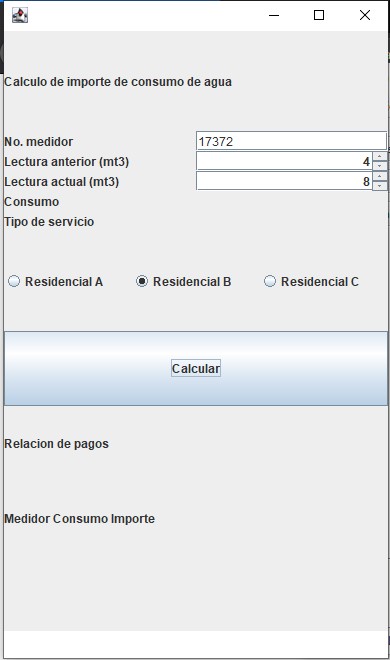 Calculo de importe de consumo de agua
No. medidor 17372
Lectura anterior (mt3) 4
Lectura actual (mt3) 8
Consumo
Tipo de servicio
Residencial A Residencial B Residencial C
Calcular
Relacion de pagos
Medidor Consumo Importe